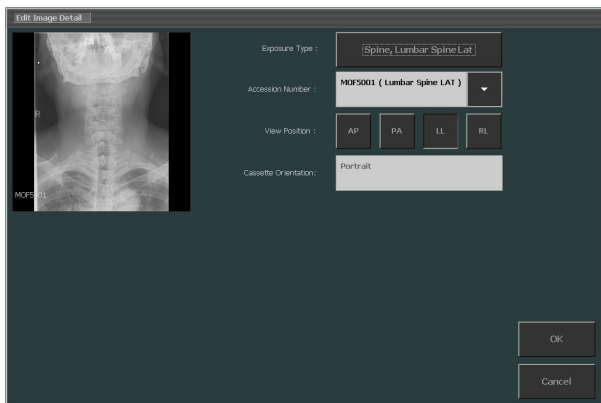 Edit Image Detail
Exposure Type :
Spine, Lumbar Spine Lat
Accession Number :
MOF5001 ( Lumbar Spine LAT )
View Position :
AP
PA
LL
RL
Cassette Orientation:
Portrait
R
MOF5001
OK
Cancel